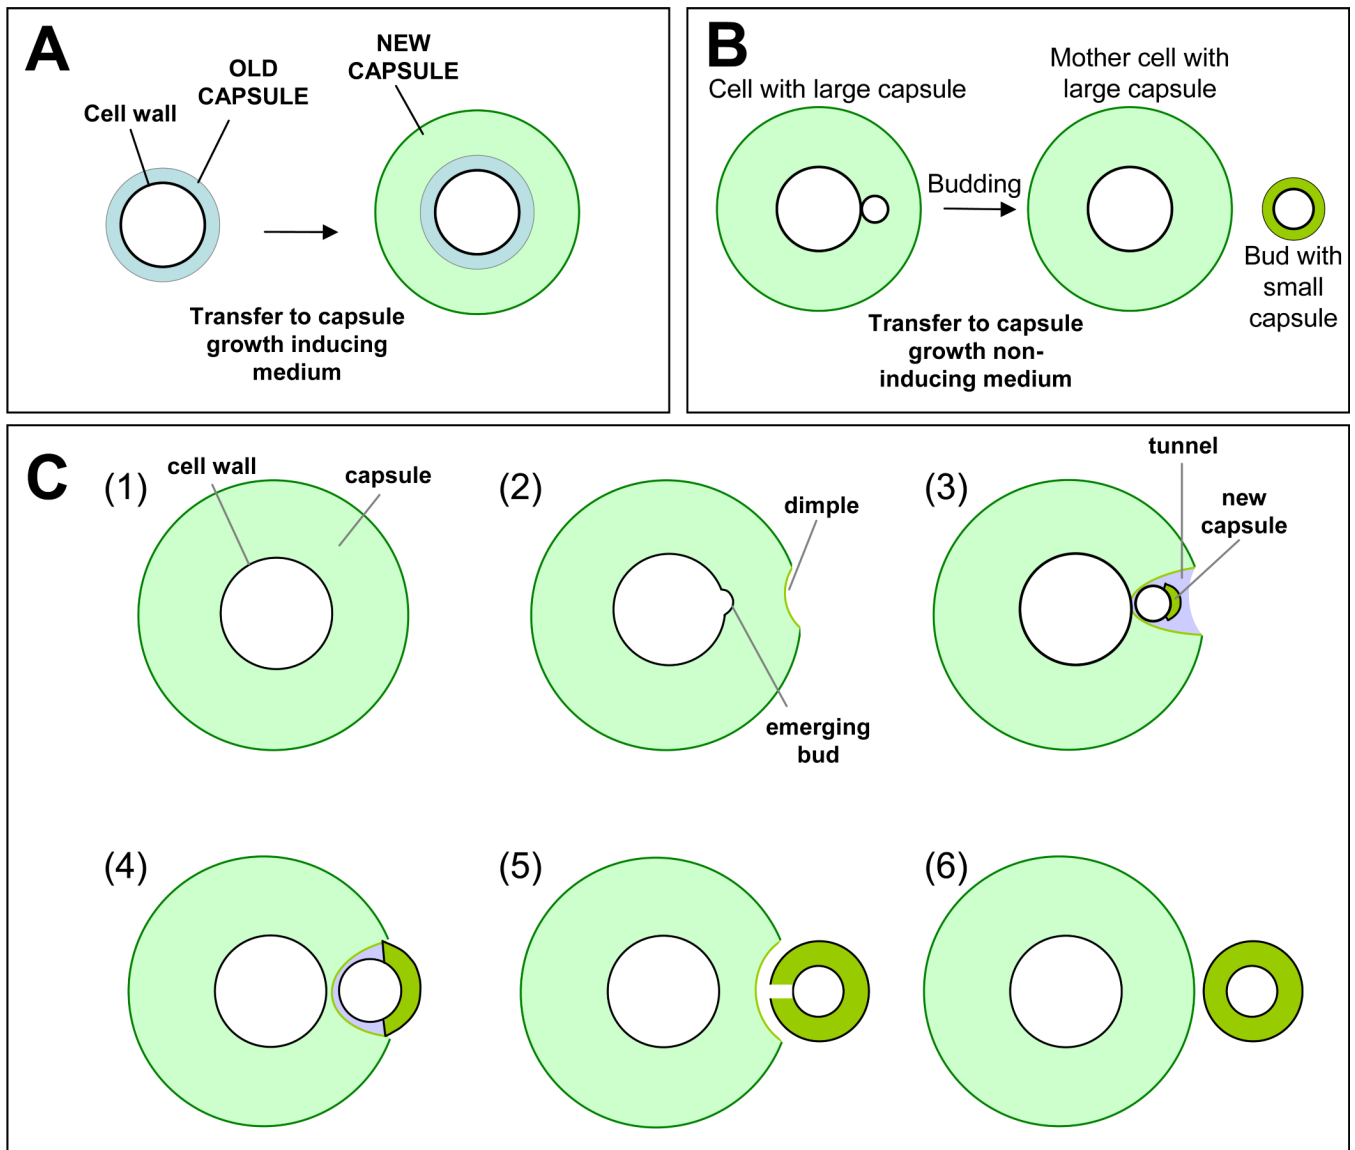 A
Cell wall
OLD
CAPSULE
NEW
CAPSULE
Transfer to capsule
growth inducing
medium
B
Cell with large capsule
Budding
Mother cell with
large capsule
Bud with
small
capsule
Transfer to capsule
growth non-
inducing medium
C
(1)
cell wall
capsule
(2)
dimple
emerging
bud
(3)
tunnel
new
capsule
(4)
(5)
(6)